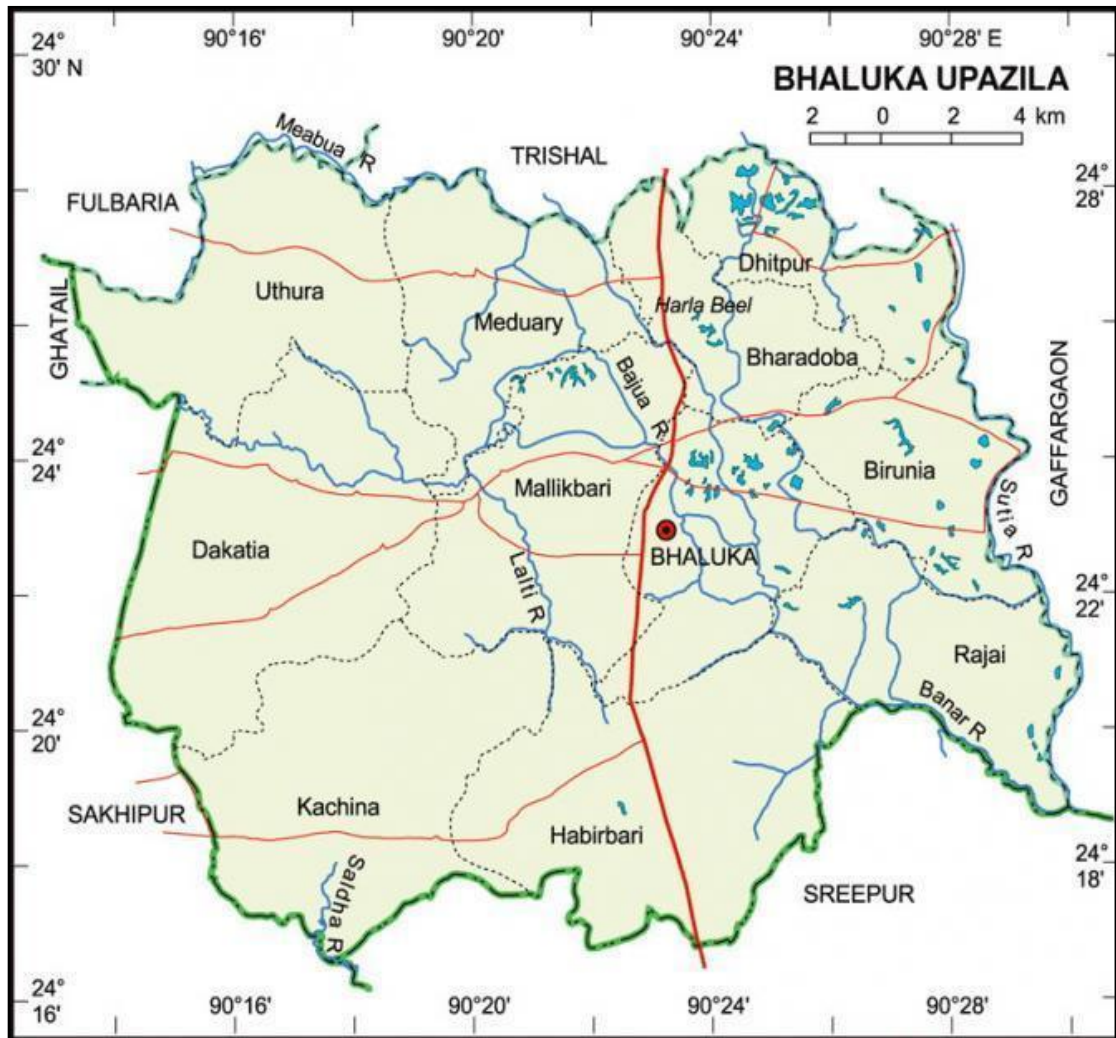 90° 16'
90° 20'
90° 24'
90° 28' E
24°
30' N
BHALUKA UPAZILA
2 0 2 4 km
Meabua R
TRISHAL
24°
28'
FULBARIA
GHATAIL
Uthura
Meduary
Dhitpur
Harla Beel
Bharadoba
Bajua R
24°
24'
GAFFARGAON
Mallikbari
Birunia
Sutia R
Dakatia
BHALUKA
Lalti R
24°
22'
Rajai
Banar R
24°
20'
SAKHIPUR
Kachina
Habirbari
24°
18'
Saldha R
SREEPUR
24°
16'
90° 16'
90° 20'
90° 24'
90° 28'